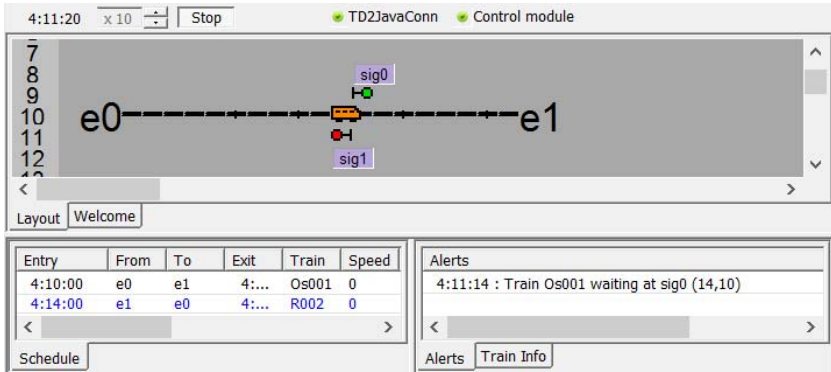 4:11:20 x 10 Stop TD2JavaConn Control module
7
8 sig0
9
10 e0 e1
11
12 sig1
Layout Welcome
Entry From To Exit Train Speed
4:10:00 e0 e1 4:... Os001 0
4:14:00 e1 e0 4:... R002 0
Schedule
Alerts
4:11:14 : Train Os001 waiting at sig0 (14,10)
Alerts Train Info